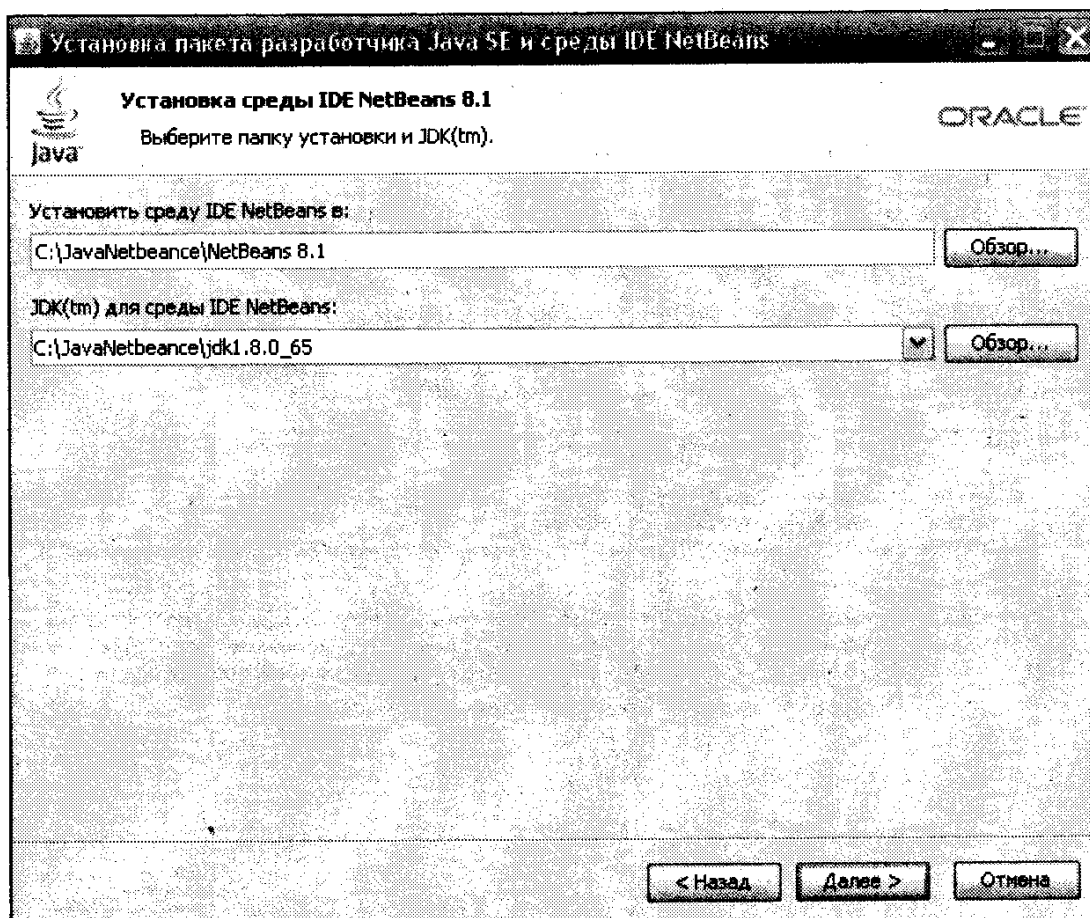 Установка пакета разработчика Java SE и среды IDE NetBeans
Установка среды IDE NetBeans 8.1
Выберите папку установки и JDK(tm).
Java
ORACLE
Установить среду IDE NetBeans в:
C:\JavaNetbeance\NetBeans 8.1
Обзор...
JDK(tm) для среды IDE NetBeans:
C:\JavaNetbeance\jdk1.8.0_65
Обзор...
< Назад
Далее >
Отмена